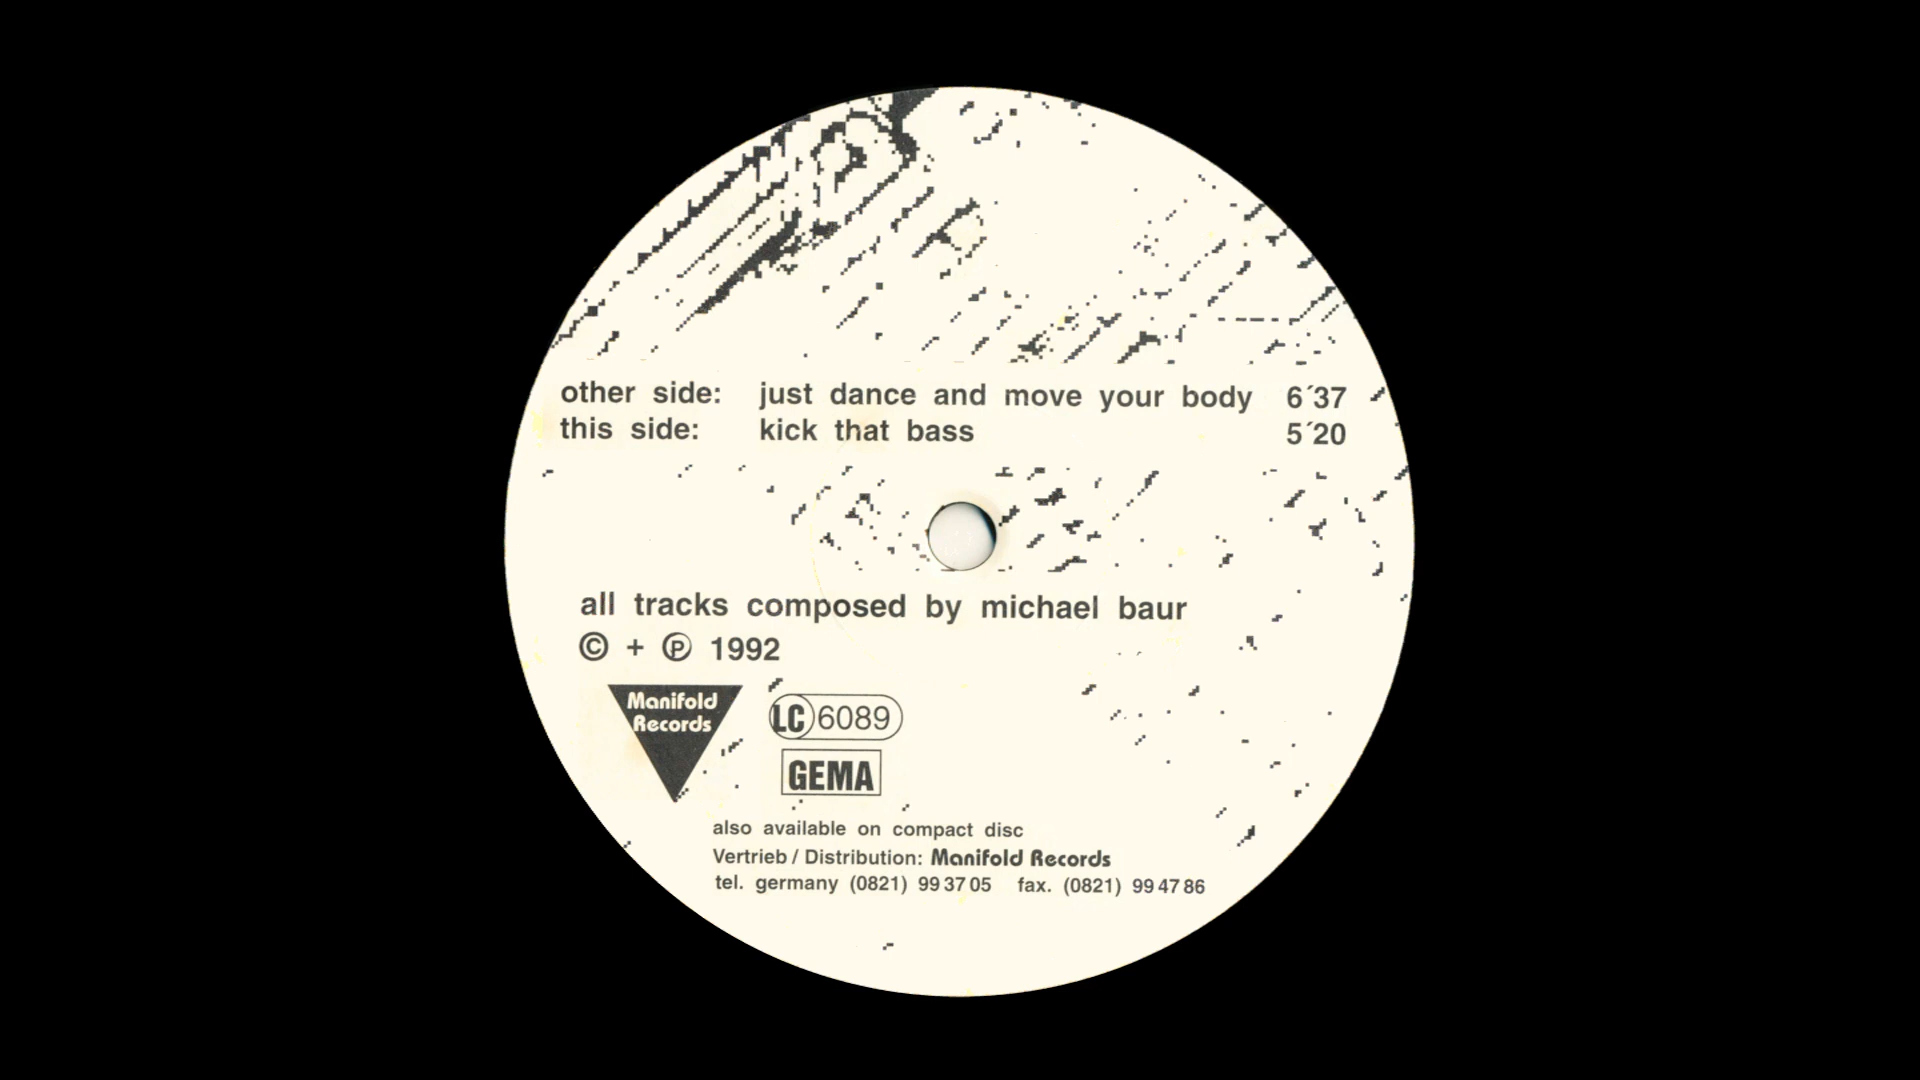 other side: just dance and move your body 6´37
this side: kick that bass 5´20
all tracks composed by michael baur
© + ℗ 1992
Manifold
Records
LC 6089
GEMA
also available on compact disc
Vertrieb / Distribution: Manifold Records
tel. germany (0821) 99 37 05 fax. (0821) 99 47 86